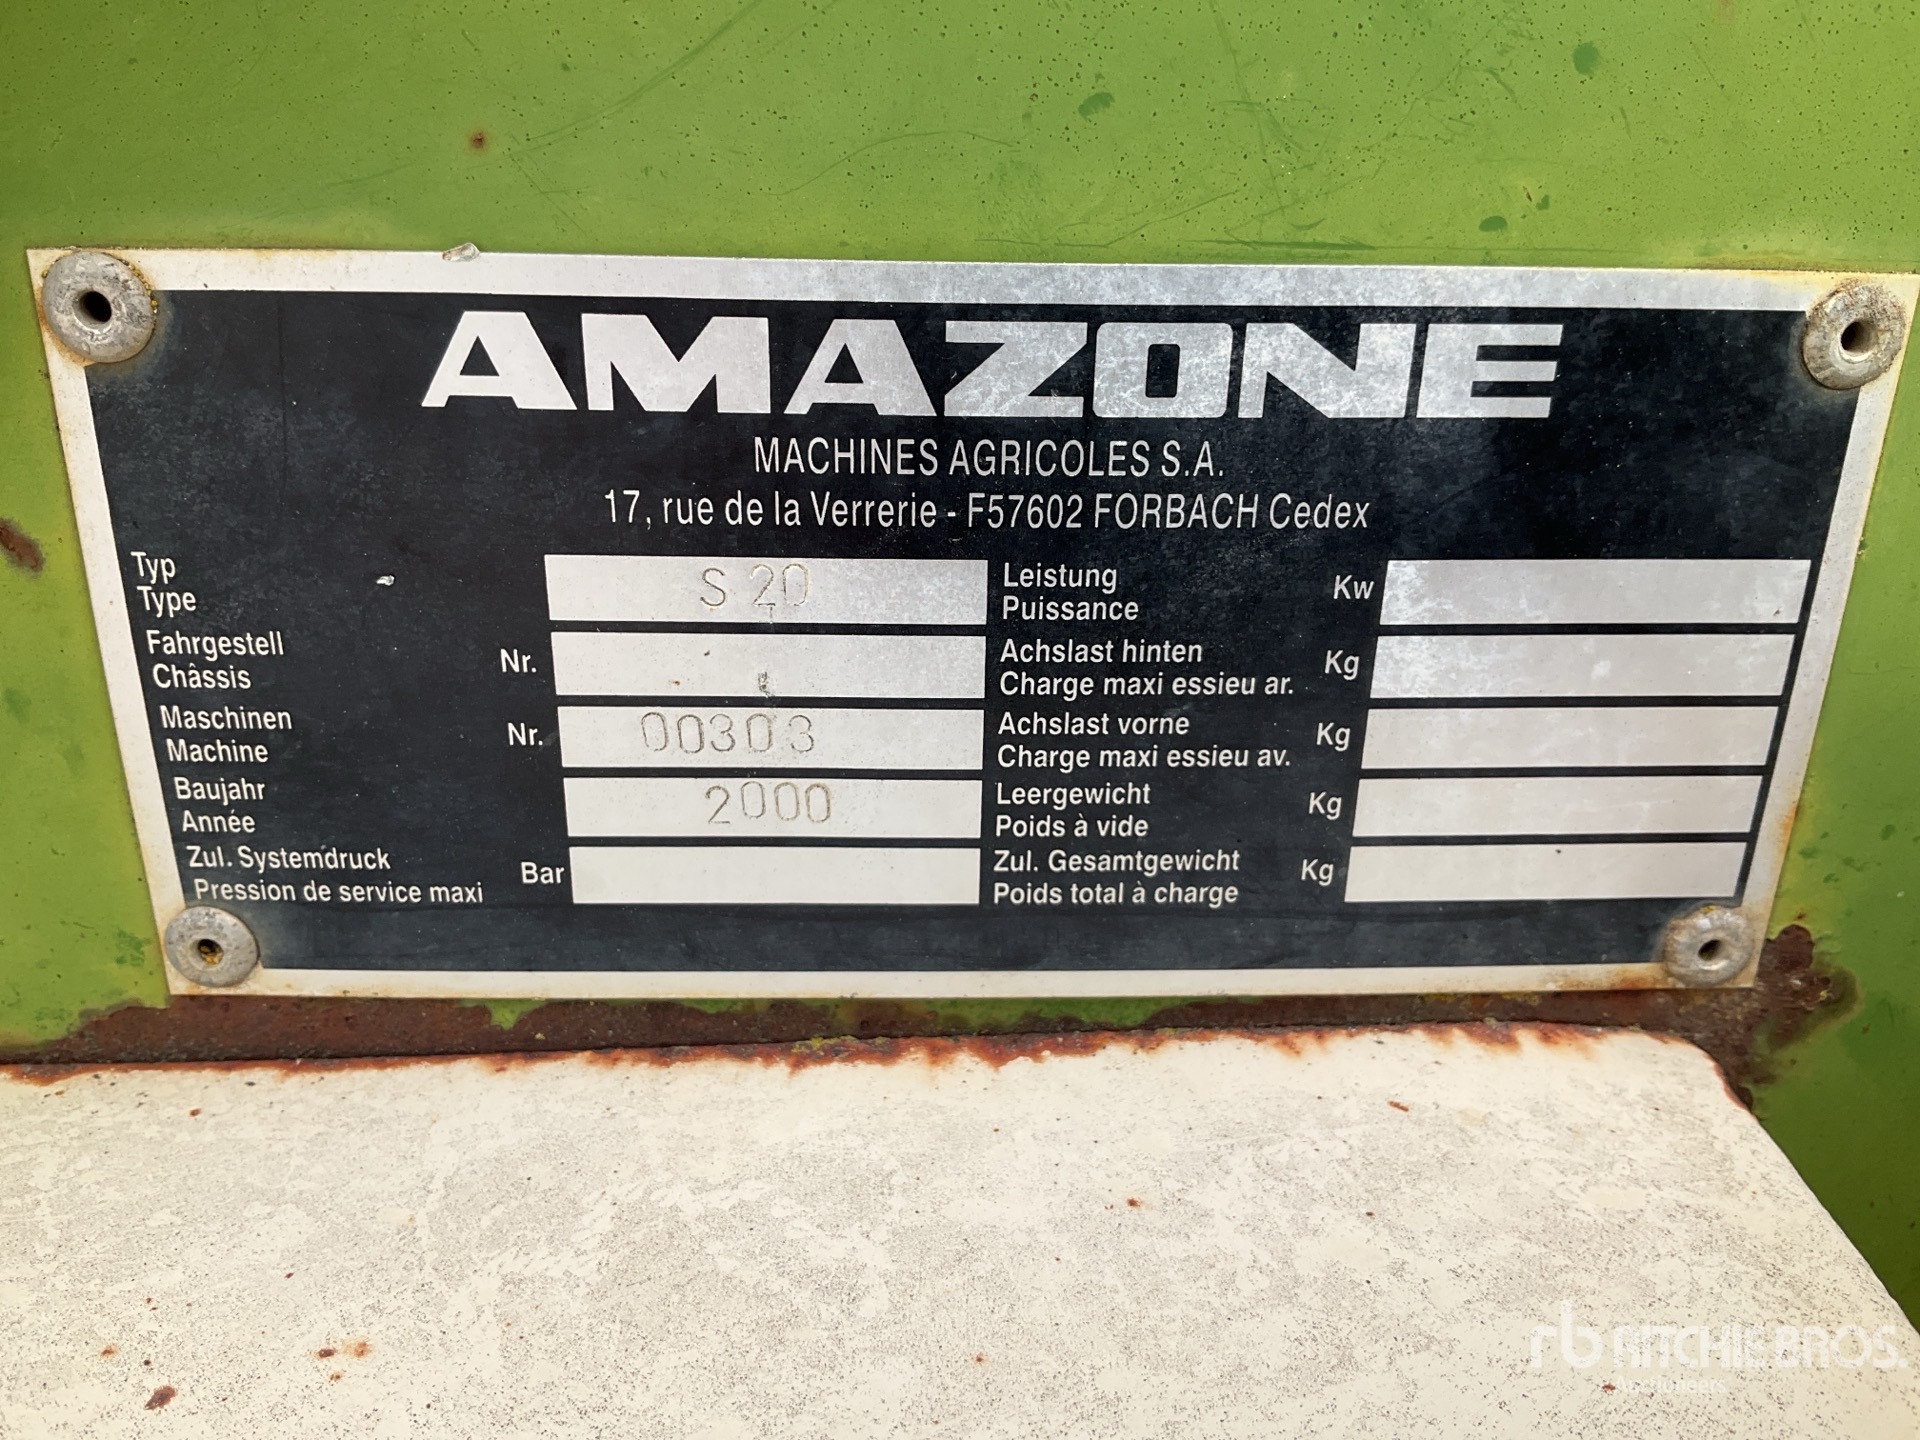 AMAZONE
MACHINES AGRICOLES S.A.
17, rue de la Verrerie - F57602 FORBACH Cedex
Typ
Type
S 20
Fahrgestell
Châssis
Nr.
Maschinen
Machine
Nr.
00303
Baujahr
Année
2000
Zul. Systemdruck
Pression de service maxi
Bar
Leistung
Puissance
Kw
Achslast hinten
Charge maxi essieu ar.
Kg
Achslast vorne
Charge maxi essieu av.
Kg
Leergewicht
Poids à vide
Kg
Zul. Gesamtgewicht
Poids total à charge
Kg
rb RITCHIE BROS.
Auctioneers